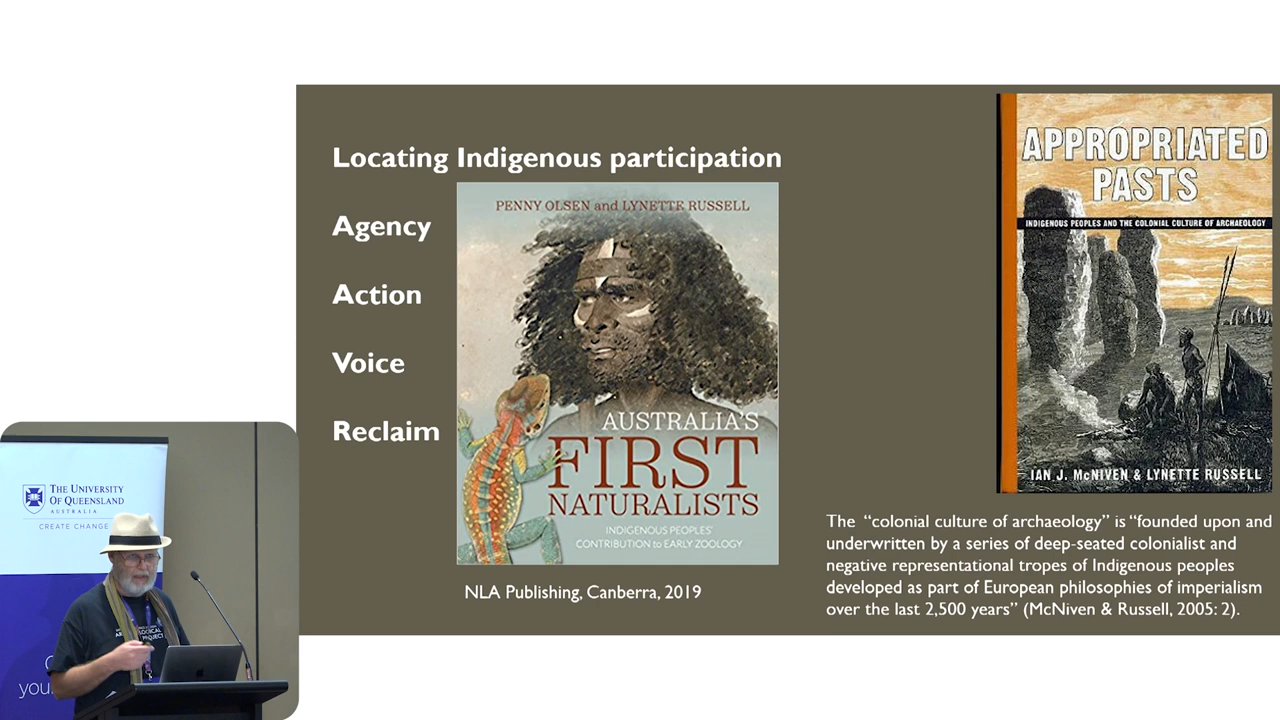 Locating Indigenous participation
Agency
Action
Voice
Reclaim
PENNY OLSEN and LYNETTE RUSSELL
AUSTRALIA'S
FIRST
NATURALISTS
INDIGENOUS PEOPLES'
CONTRIBUTION to EARLY ZOOLOGY
NLA Publishing, Canberra, 2019
APPROPRIATED
PASTS
INDIGENOUS PEOPLES AND THE COLONIAL CULTURE OF ARCHAEOLOGY
IAN J. McNIVEN & LYNETTE RUSSELL
The “colonial culture of archaeology” is “founded upon and
underwritten by a series of deep-seated colonialist and
negative representational tropes of Indigenous peoples
developed as part of European philosophies of imperialism
over the last 2,500 years” (McNiven & Russell, 2005: 2).
THE UNIVERSITY
OF QUEENSLAND
AUSTRALIA
CREATE CHANGE